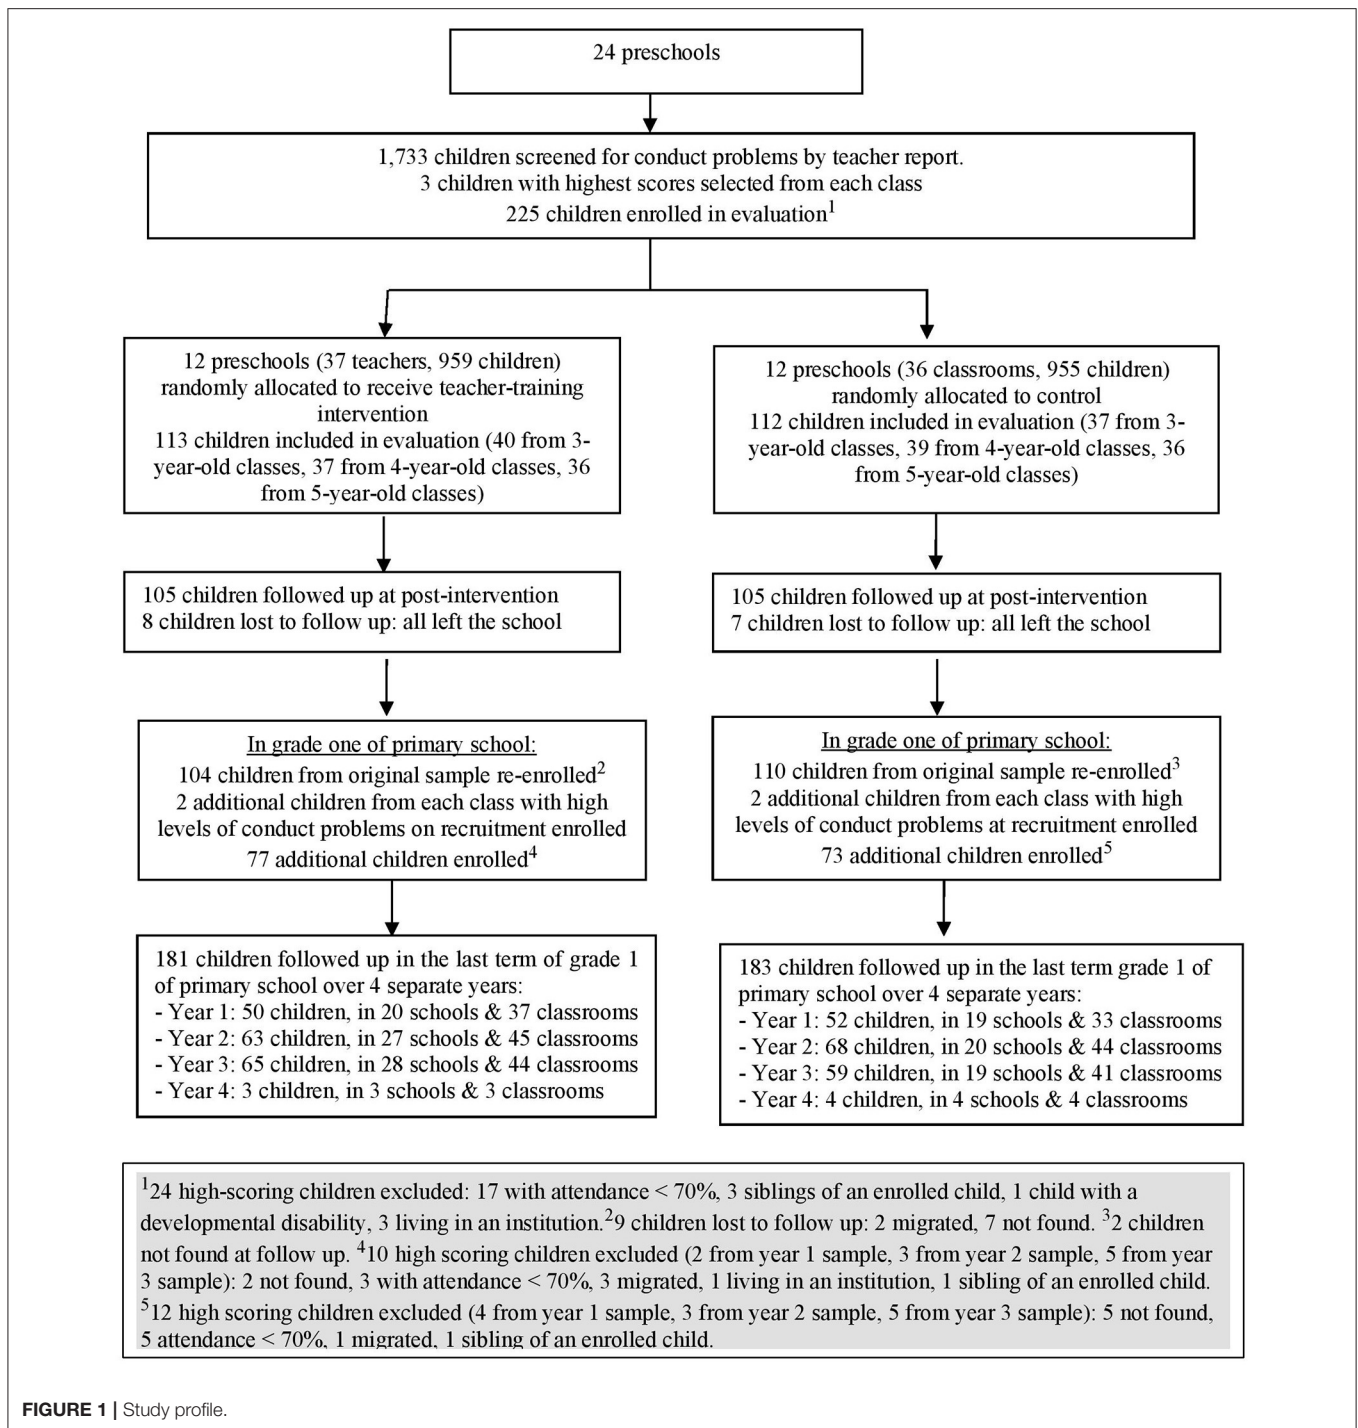 24 preschools
1,733 children screened for conduct problems by teacher report.
3 children with highest scores selected from each class
225 children enrolled in evaluation1
12 preschools (37 teachers, 959 children)
randomly allocated to receive teacher-training
intervention
113 children included in evaluation (40 from 3-
year-old classes, 37 from 4-year-old classes, 36
from 5-year-old classes)
12 preschools (36 classrooms, 955 children)
randomly allocated to control
112 children included in evaluation (37 from 3-
year-old classes, 39 from 4-year-old classes, 36
from 5-year-old classes)
105 children followed up at post-intervention
8 children lost to follow up: all left the school
105 children followed up at post-intervention
7 children lost to follow up: all left the school
In grade one of primary school:
104 children from original sample re-enrolled2
2 additional children from each class with high
levels of conduct problems on recruitment enrolled
77 additional children enrolled4
In grade one of primary school:
110 children from original sample re-enrolled3
2 additional children from each class with high
levels of conduct problems at recruitment enrolled
73 additional children enrolled5
181 children followed up in the last term of grade 1
of primary school over 4 separate years:
- Year 1: 50 children, in 20 schools & 37 classrooms
- Year 2: 63 children, in 27 schools & 45 classrooms
- Year 3: 65 children, in 28 schools & 44 classrooms
- Year 4: 3 children, in 3 schools & 3 classrooms
183 children followed up in the last term grade 1 of
primary school over 4 separate years:
- Year 1: 52 children, in 19 schools & 33 classrooms
- Year 2: 68 children, in 20 schools & 44 classrooms
- Year 3: 59 children, in 19 schools & 41 classrooms
- Year 4: 4 children, in 4 schools & 4 classrooms
124 high-scoring children excluded: 17 with attendance < 70%, 3 siblings of an enrolled child, 1 child with a
developmental disability, 3 living in an institution.29 children lost to follow up: 2 migrated, 7 not found. 32 children
not found at follow up. 410 high scoring children excluded (2 from year 1 sample, 3 from year 2 sample, 5 from year
3 sample): 2 not found, 3 with attendance < 70%, 3 migrated, 1 living in an institution, 1 sibling of an enrolled child.
512 high scoring children excluded (4 from year 1 sample, 3 from year 2 sample, 5 from year 3 sample): 5 not found,
5 attendance < 70%, 1 migrated, 1 sibling of an enrolled child.
FIGURE 1 | Study profile.